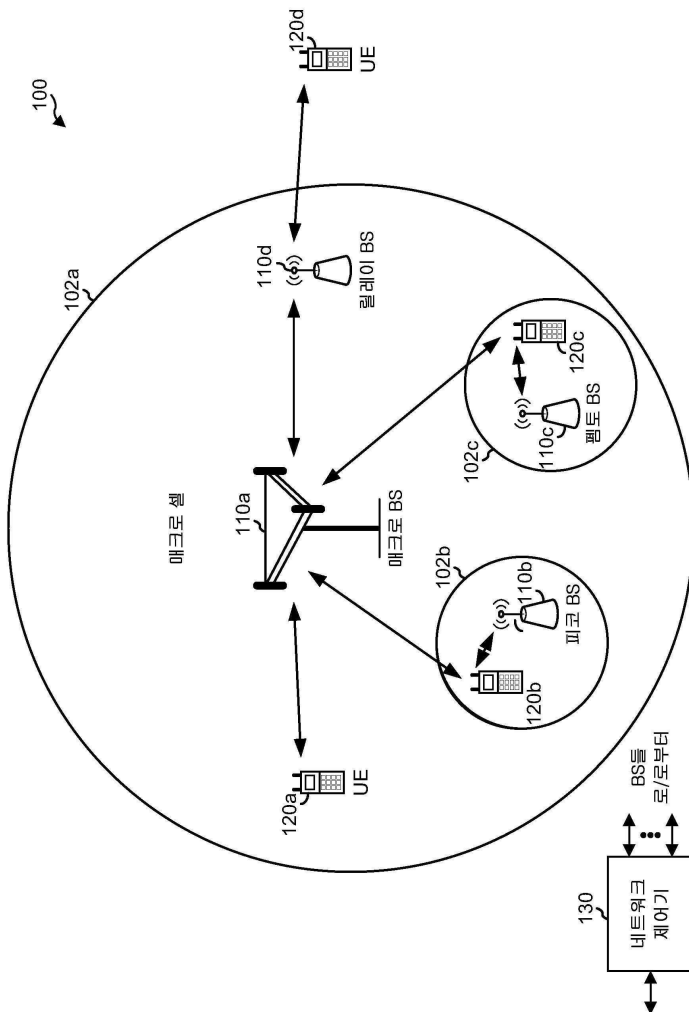 100
102a
매크로 셀
110a
매크로 BS
110d
릴레이 BS
120d
UE
120a
UE
102b
110b
피코 BS
120b
102c
110c
펨토 BS
120c
130
네트워크
제어기
BS들
로/로부터